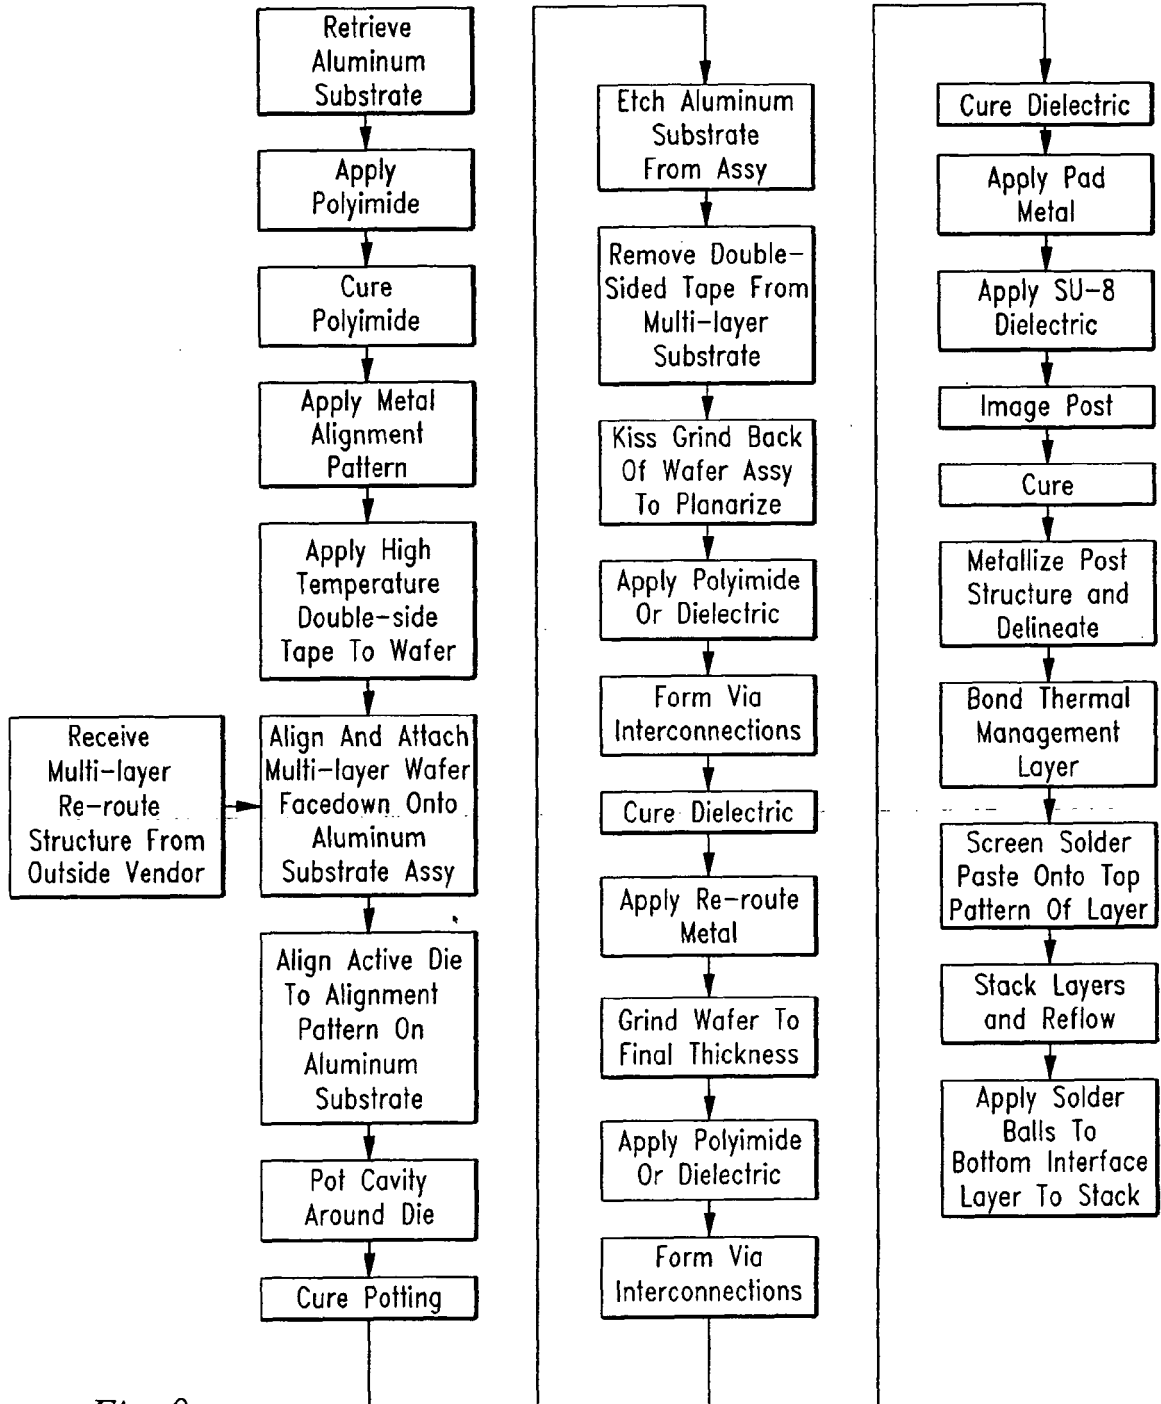 Retrieve
Aluminum
Substrate
Apply
Polyimide
Cure
Polyimide
Apply Metal
Alignment
Pattern
Apply High
Temperature
Double-side
Tape To Wafer
Receive
Multi-layer
Re-route
Structure From
Outside Vendor
Align And Attach
Multi-layer Wafer
Facedown Onto
Aluminum
Substrate Assy
Align Active Die
To Alignment
Pattern On
Aluminum
Substrate
Pot Cavity
Around Die
Cure Potting
Etch Aluminum
Substrate
From Assy
Remove Double-
Sided Tape From
Multi-layer
Substrate
Kiss Grind Back
Of Wafer Assy
To Planarize
Apply Polyimide
Or Dielectric
Form Via
Interconnections
Cure Dielectric
Apply Re-route
Metal
Grind Wafer To
Final Thickness
Apply Polyimide
Or Dielectric
Form Via
Interconnections
Cure Dielectric
Apply Pad
Metal
Apply SU-8
Dielectric
Image Post
Cure
Metallize Post
Structure and
Delineate
Bond Thermal
Management
Layer
Screen Solder
Paste Onto Top
Pattern Of Layer
Stack Layers
and Reflow
Apply Solder
Balls To
Bottom Interface
Layer To Stack